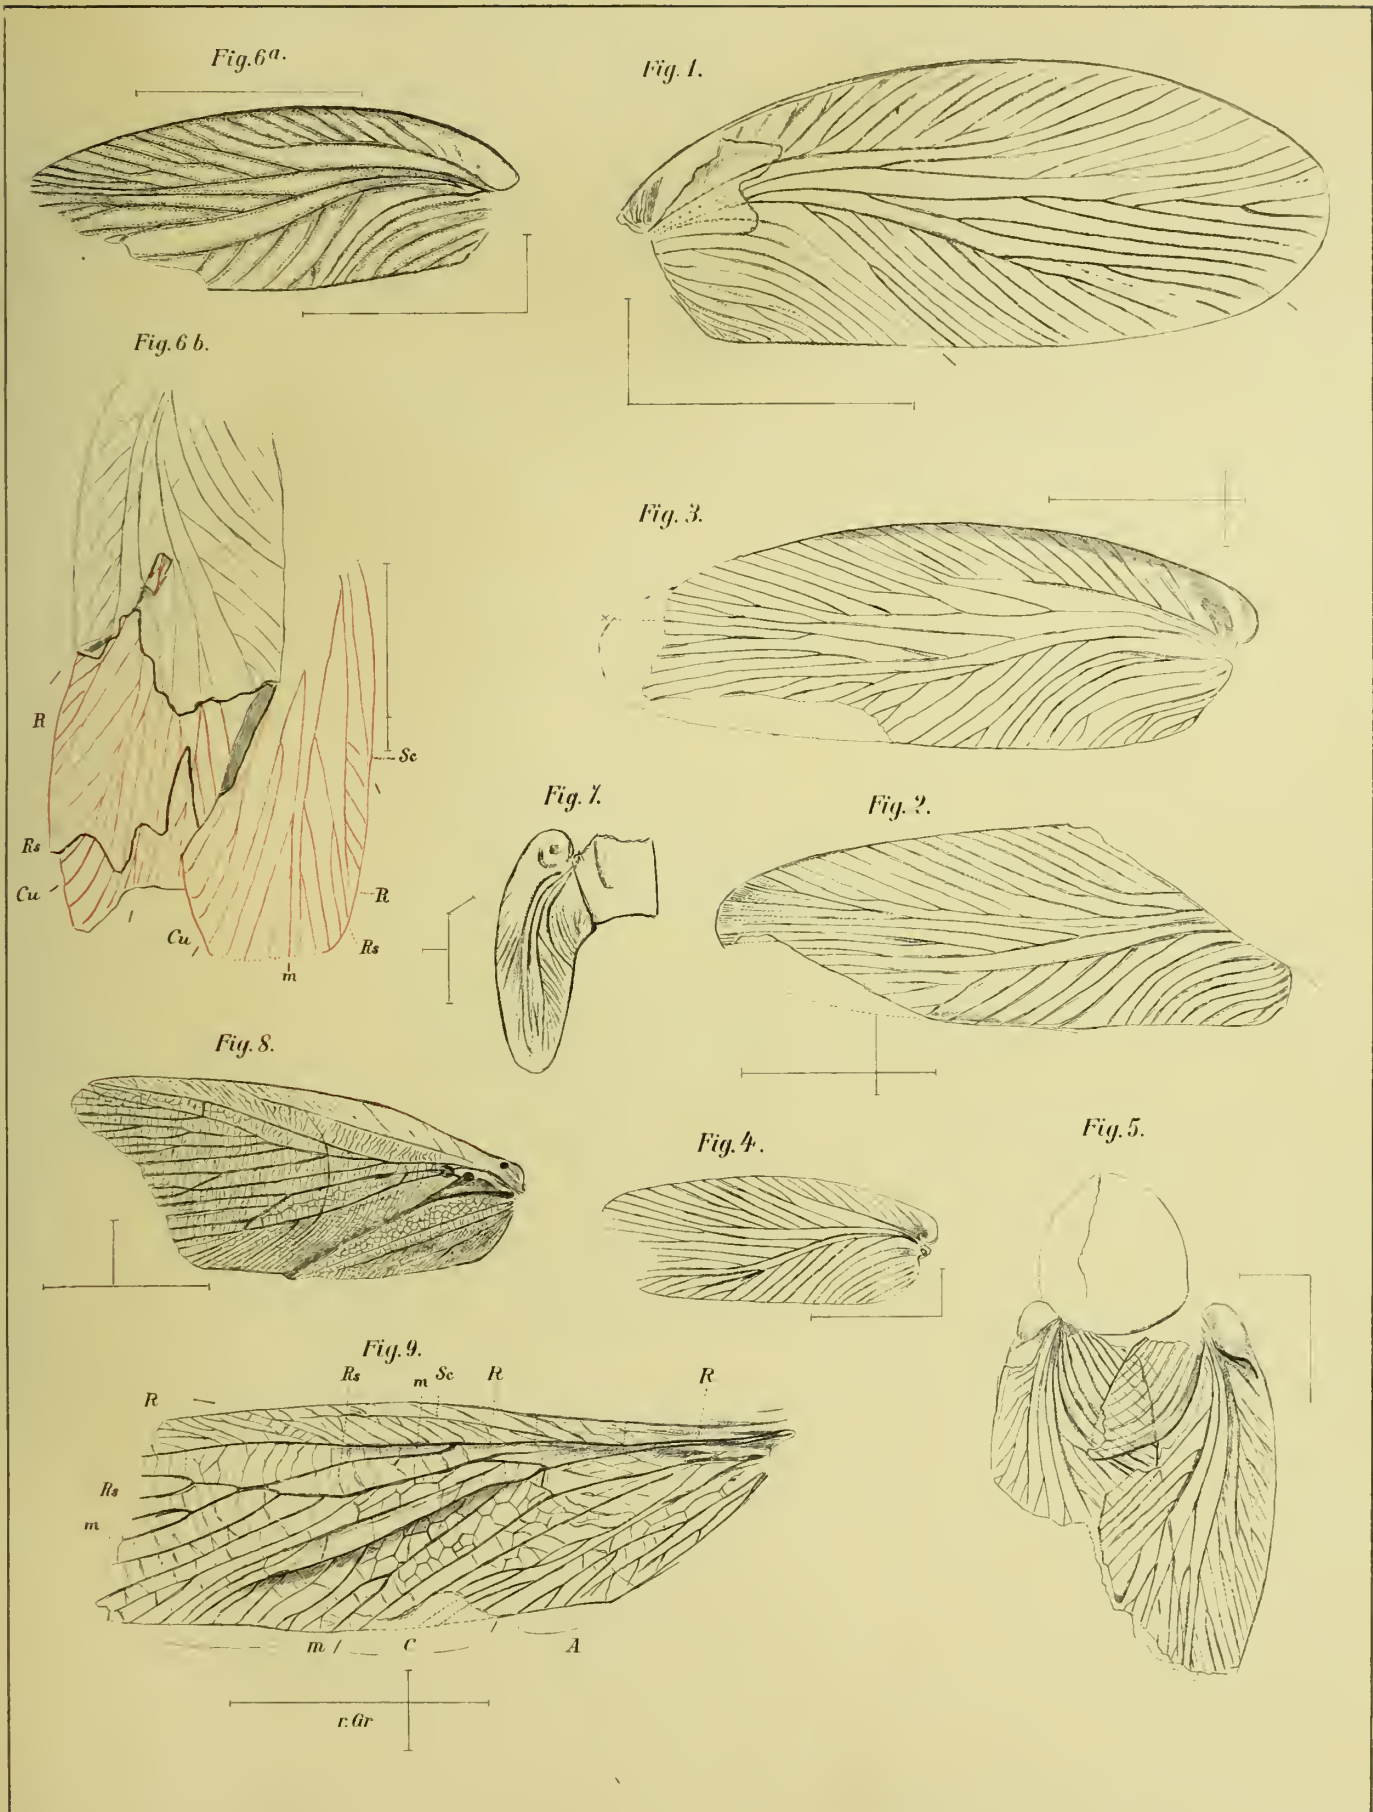 Fig. 6a.
Fig. 1.
Fig. 6 b.
Fig. 3.
R
Sc
Fig. 7.
Fig. 2.
Rs
Cu
R
Cu
Rs
m
Fig. 8.
Fig. 4.
Fig. 5.
Fig. 9.
Rs m Sc R R
R
Rs
m
m C A
r. Gr